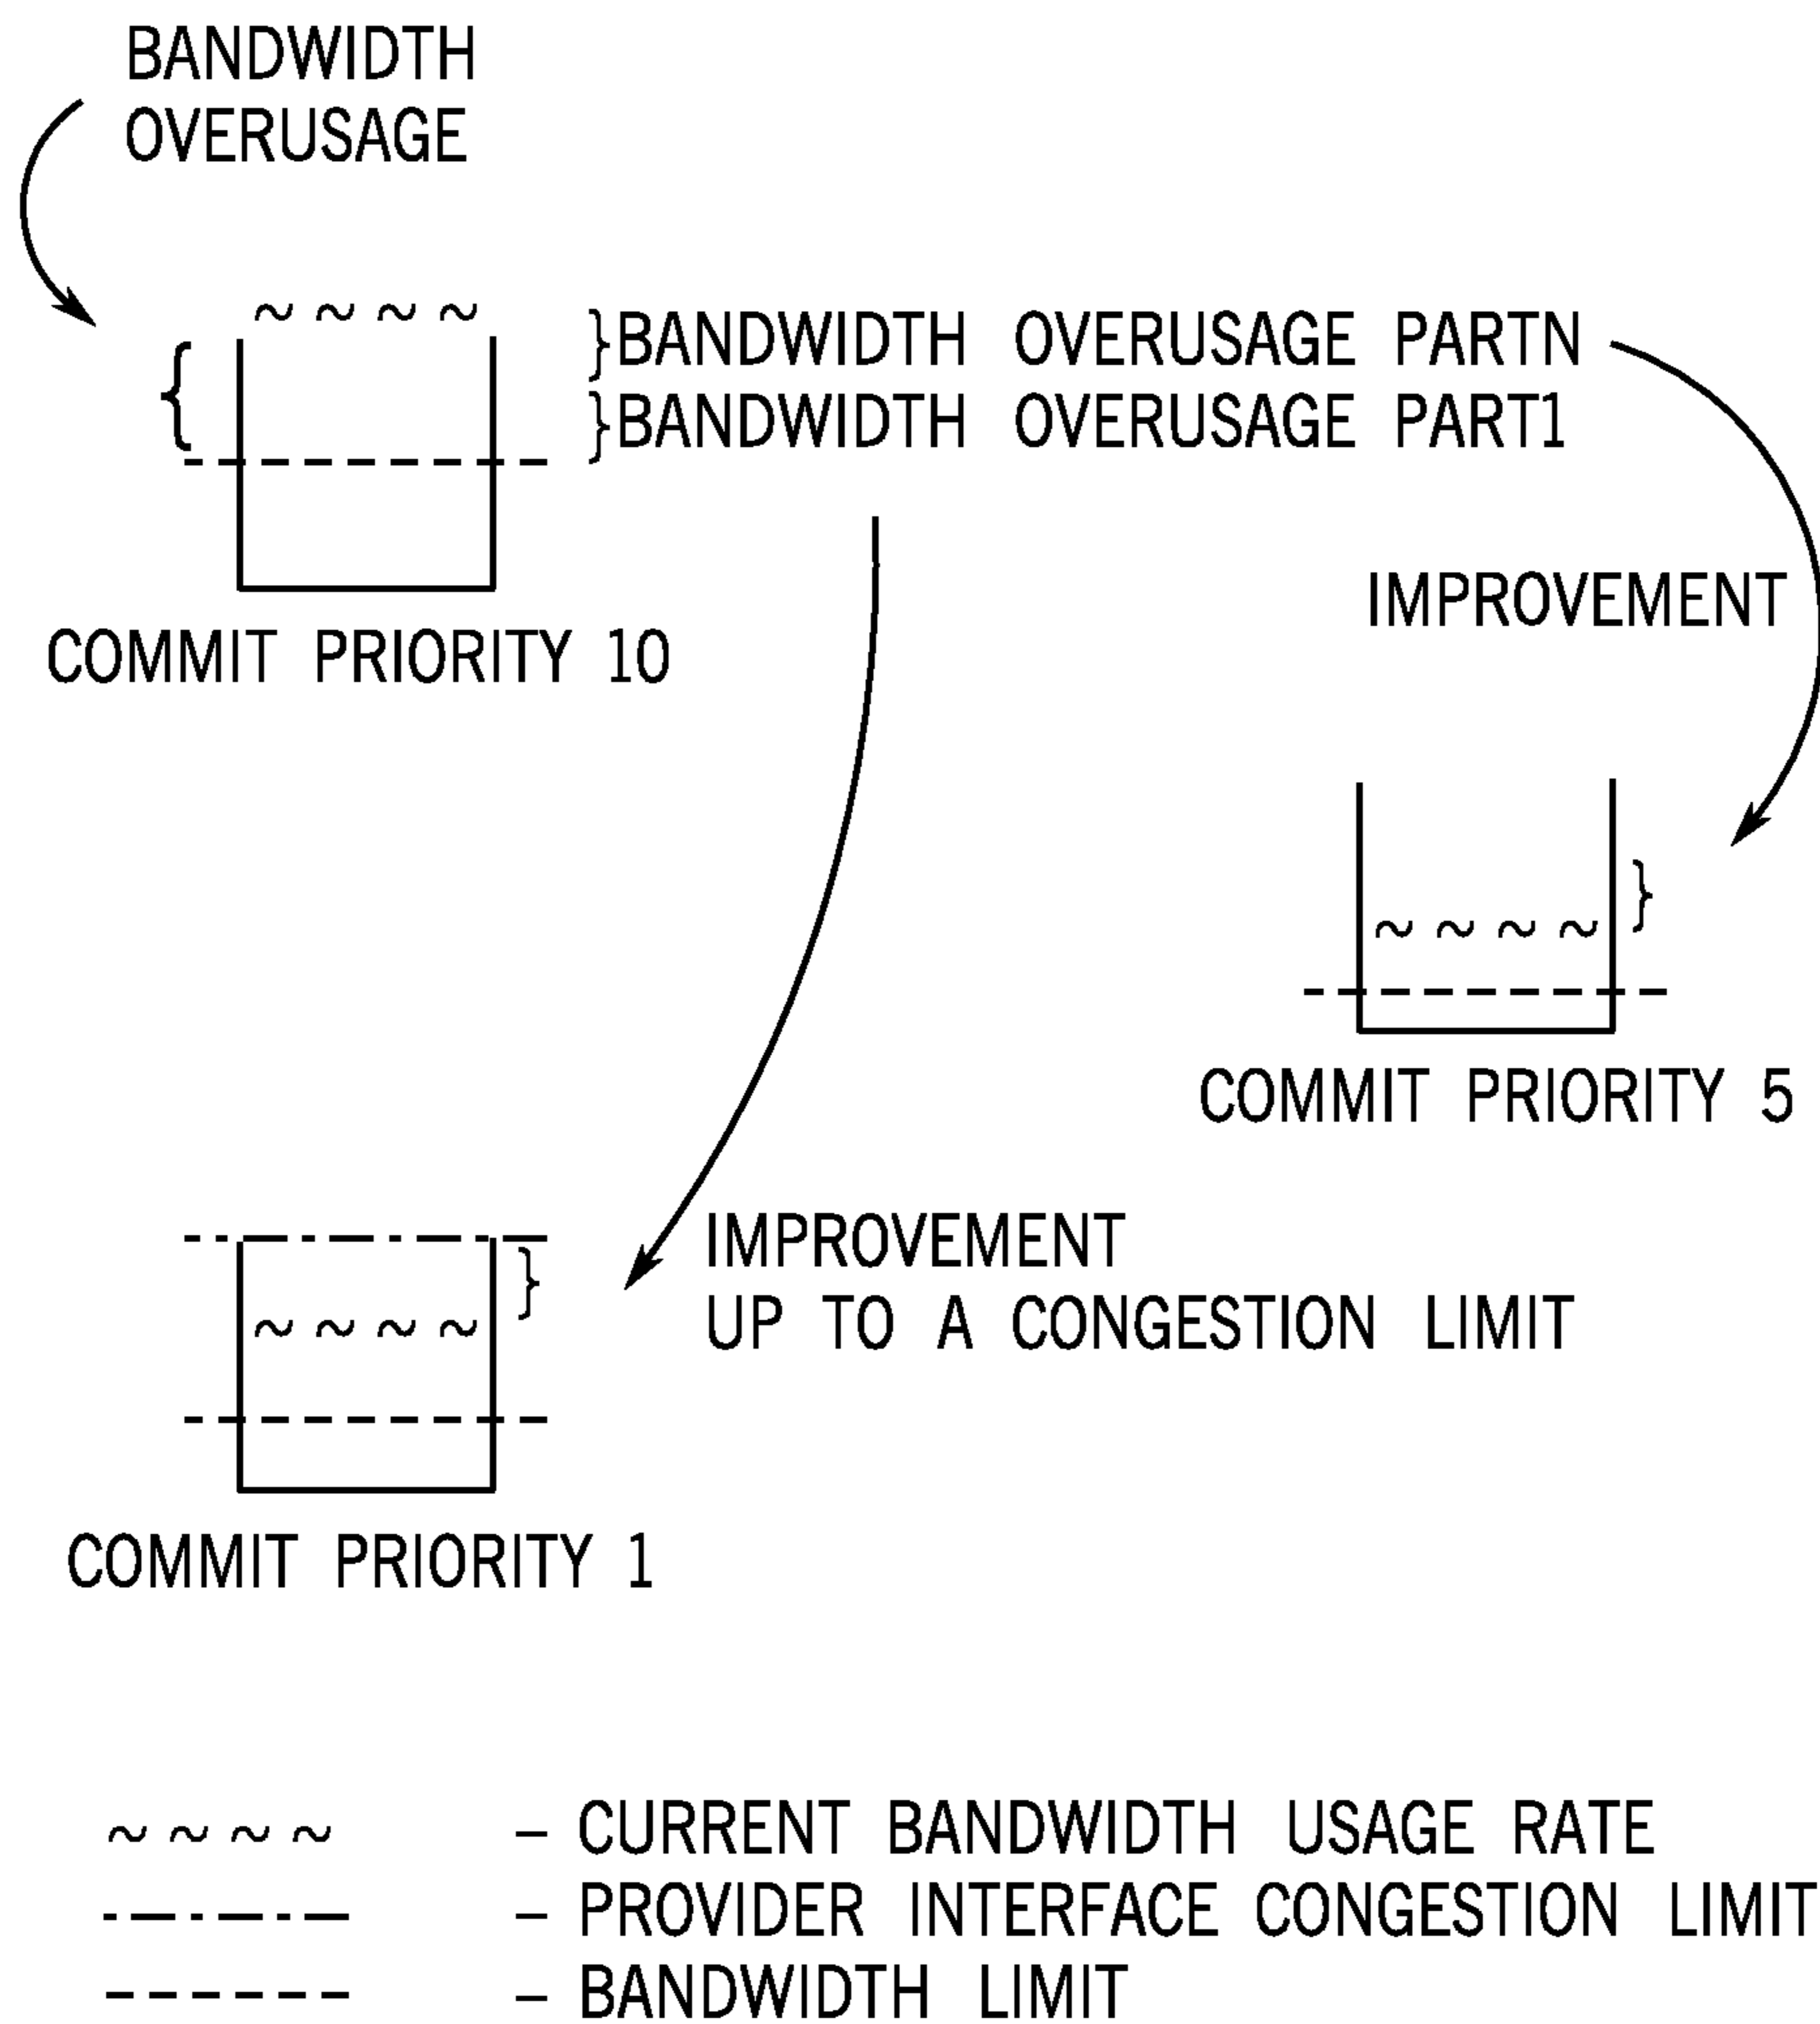 BANDWIDTH
OVERUSAGE
~ ~ ~ ~
}BANDWIDTH OVERUSAGE PARTN
}BANDWIDTH OVERUSAGE PART1
COMMIT PRIORITY 10
IMPROVEMENT
~ ~ ~ ~
COMMIT PRIORITY 5
IMPROVEMENT
UP TO A CONGESTION LIMIT
~ ~ ~ ~
COMMIT PRIORITY 1
~ ~ ~ ~ – CURRENT BANDWIDTH USAGE RATE
– PROVIDER INTERFACE CONGESTION LIMIT
– BANDWIDTH LIMIT